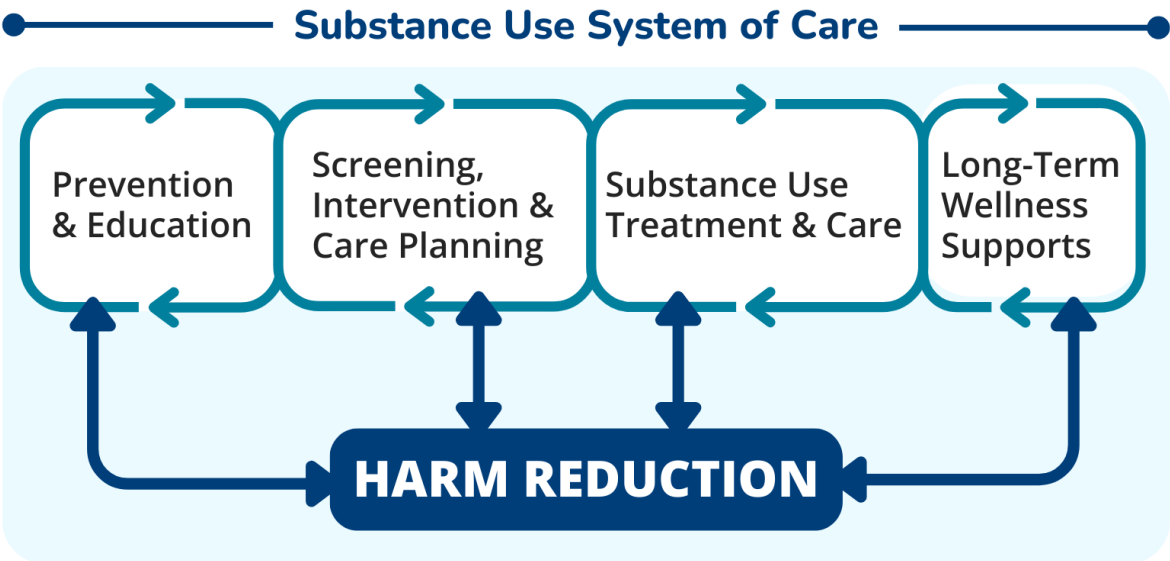 Substance Use System of Care
Prevention
& Education
Screening,
Intervention &
Care Planning
Substance Use
Treatment & Care
Long-Term
Wellness
Supports
HARM REDUCTION